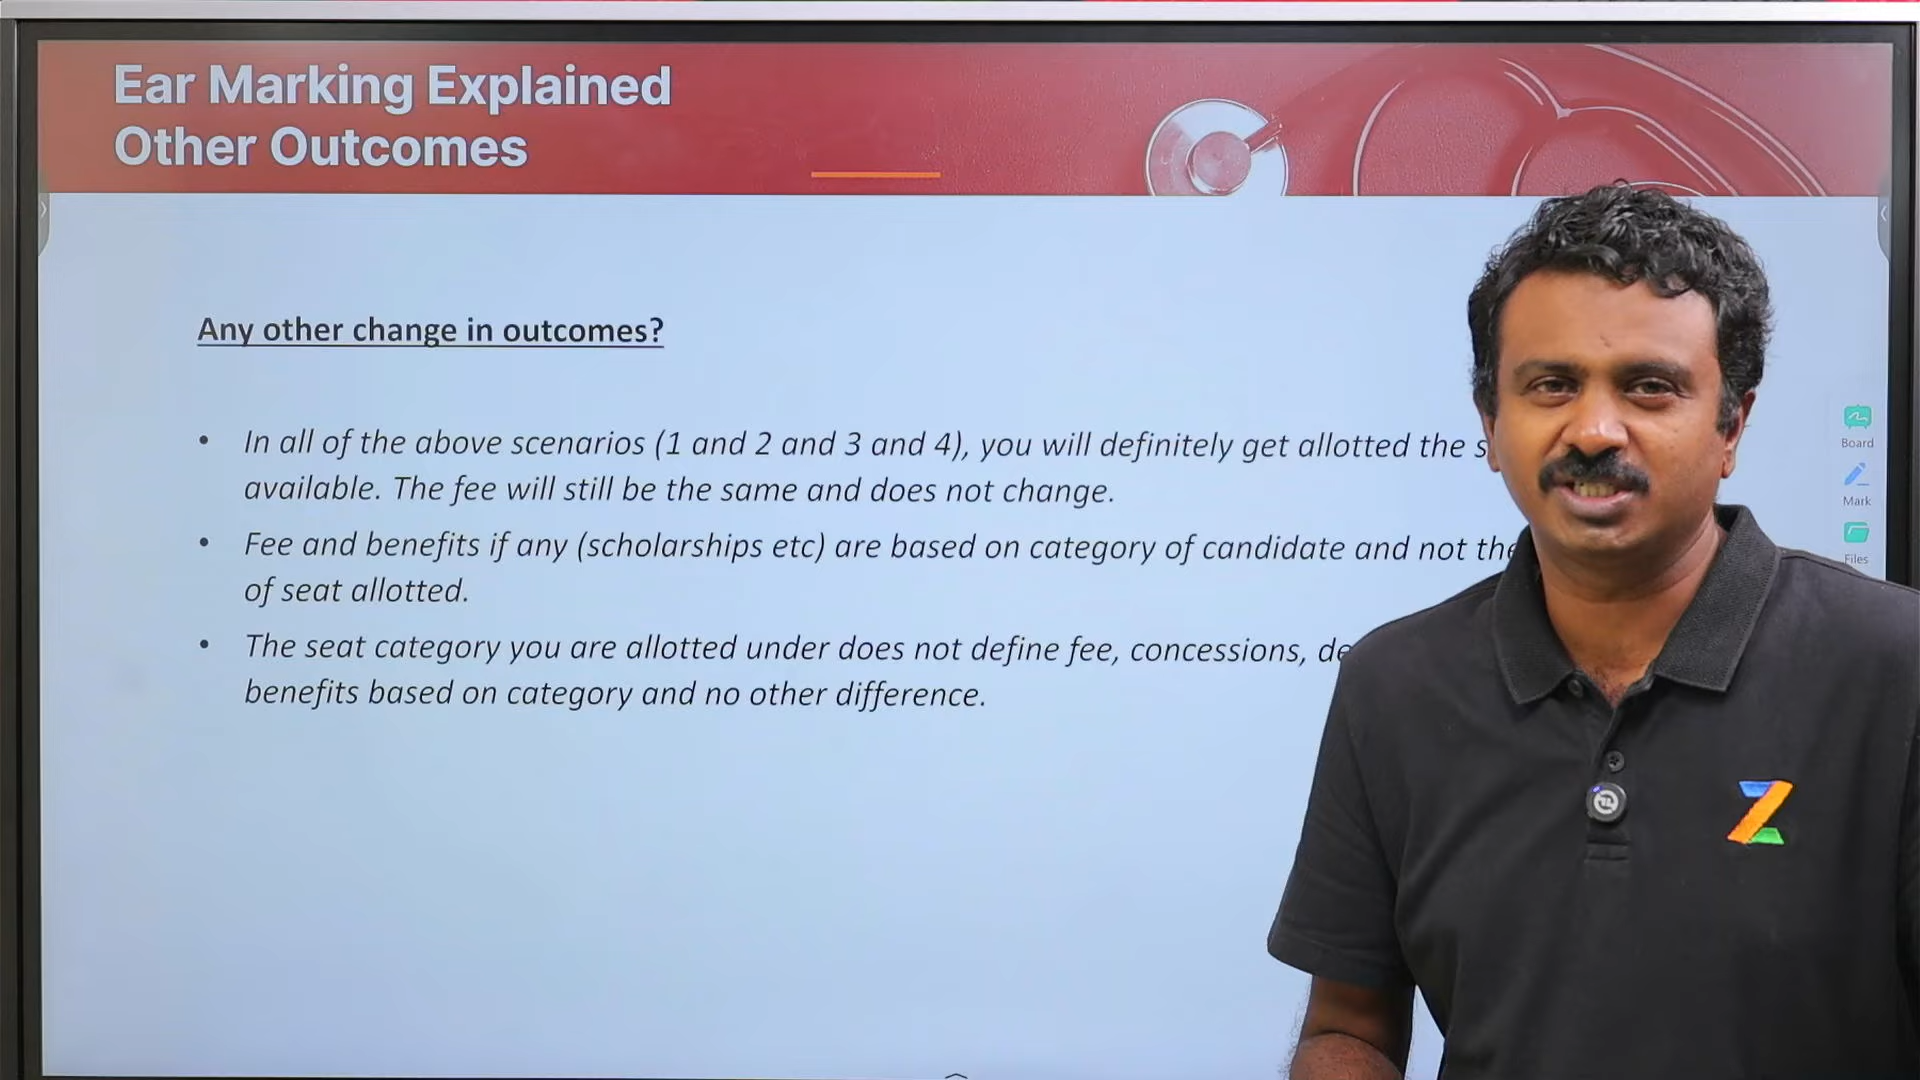 Ear Marking Explained
Other Outcomes
Any other change in outcomes?
• In all of the above scenarios (1 and 2 and 3 and 4), you will definitely get allotted the
available. The fee will still be the same and does not change.
• Fee and benefits if any (scholarships etc) are based on category of candidate and not the
of seat allotted.
• The seat category you are allotted under does not define fee, concessions,
benefits based on category and no other difference.
Board
Mark
Files
Z